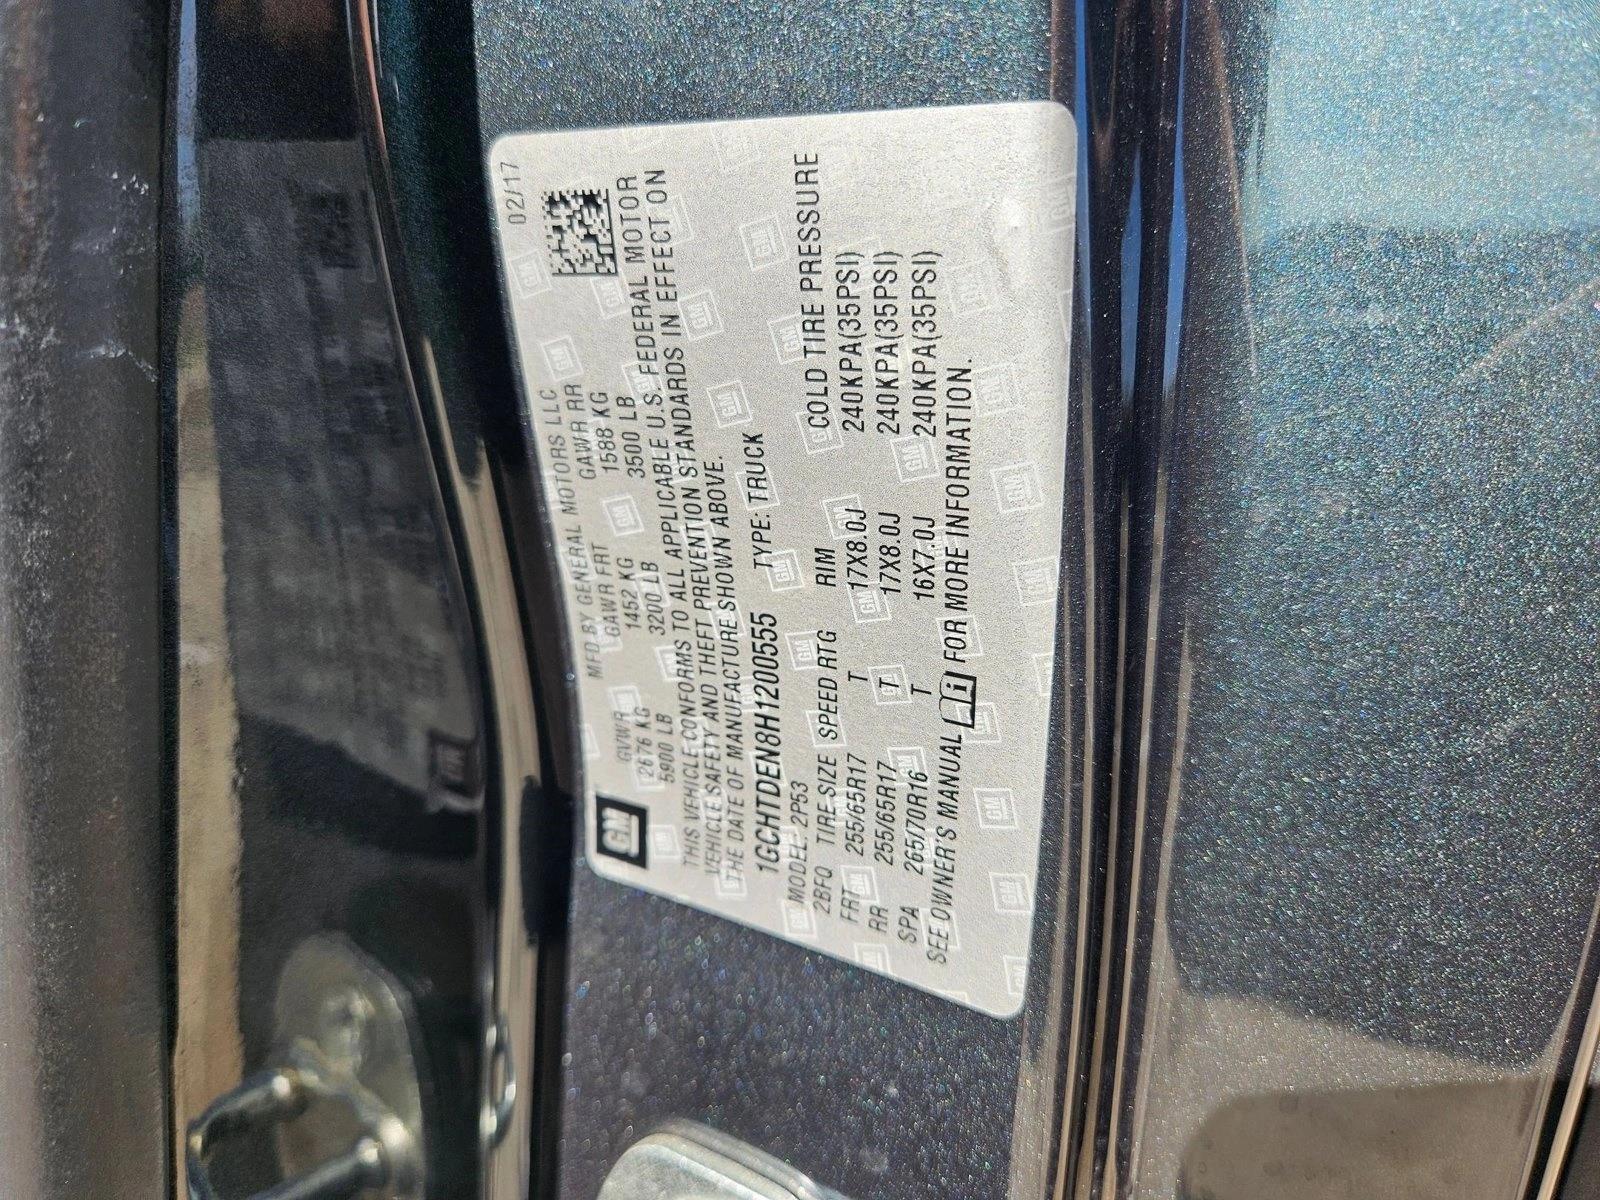 GM
MFD BY GENERAL MOTORS LLC 02/17
GVWR GAWR FRT GAWR RR
2676 KG 1452 KG 1588 KG
5900 LB 3200 LB 3500 LB
THIS VEHICLE CONFORMS TO ALL APPLICABLE U.S. FEDERAL MOTOR
VEHICLE SAFETY AND THEFT PREVENTION STANDARDS IN EFFECT ON
THE DATE OF MANUFACTURE SHOWN ABOVE.
1GCHTDEN8H1200555 TYPE: TRUCK
MODEL: 2P53
2BFQ TIRE SIZE SPEED RTG RIM COLD TIRE PRESSURE
FRT 255/65R17 T 17X8.0J 240KPA(35PSI)
RR 255/65R17 T 17X8.0J 240KPA(35PSI)
SPA 265/70R16 T 16X7.0J 240KPA(35PSI)
SEE OWNER'S MANUAL i FOR MORE INFORMATION.